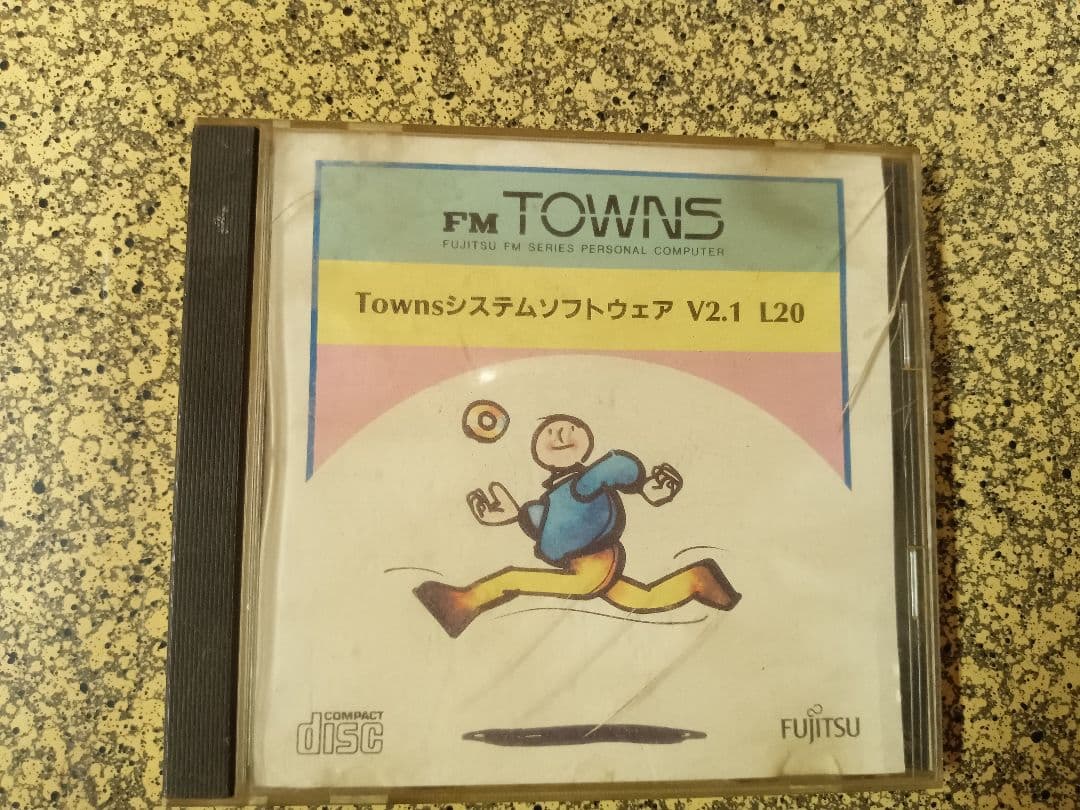 FM TOWNS
FUJITSU FM SERIES PERSONAL COMPUTER
Townsシステムソフトウェア V2.1 L20
COMPACT
disc
FUJITSU